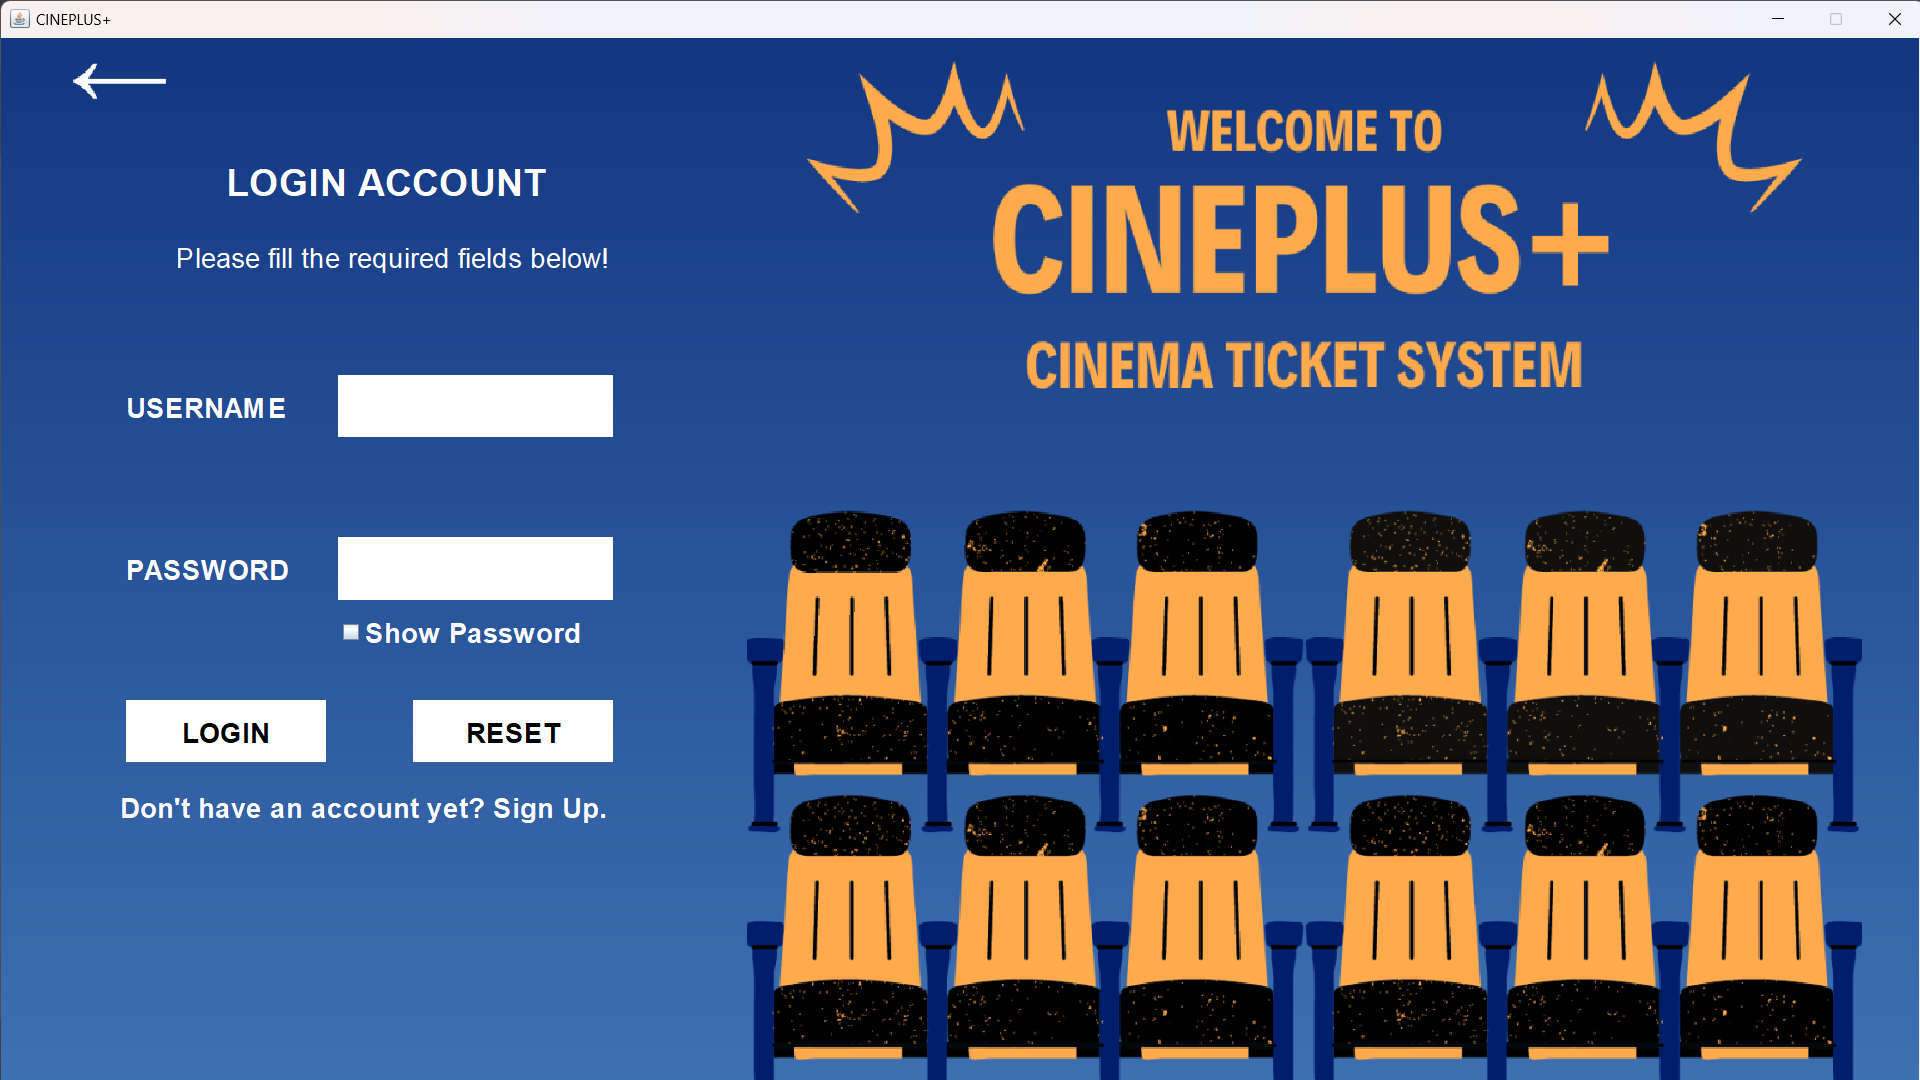 CINEPLUS+
LOGIN ACCOUNT
Please fill the required fields below!
USERNAME
PASSWORD
Show Password
LOGIN
RESET
Don't have an account yet? Sign Up.
WELCOME TO
CINEPLUS+
CINEMA TICKET SYSTEM